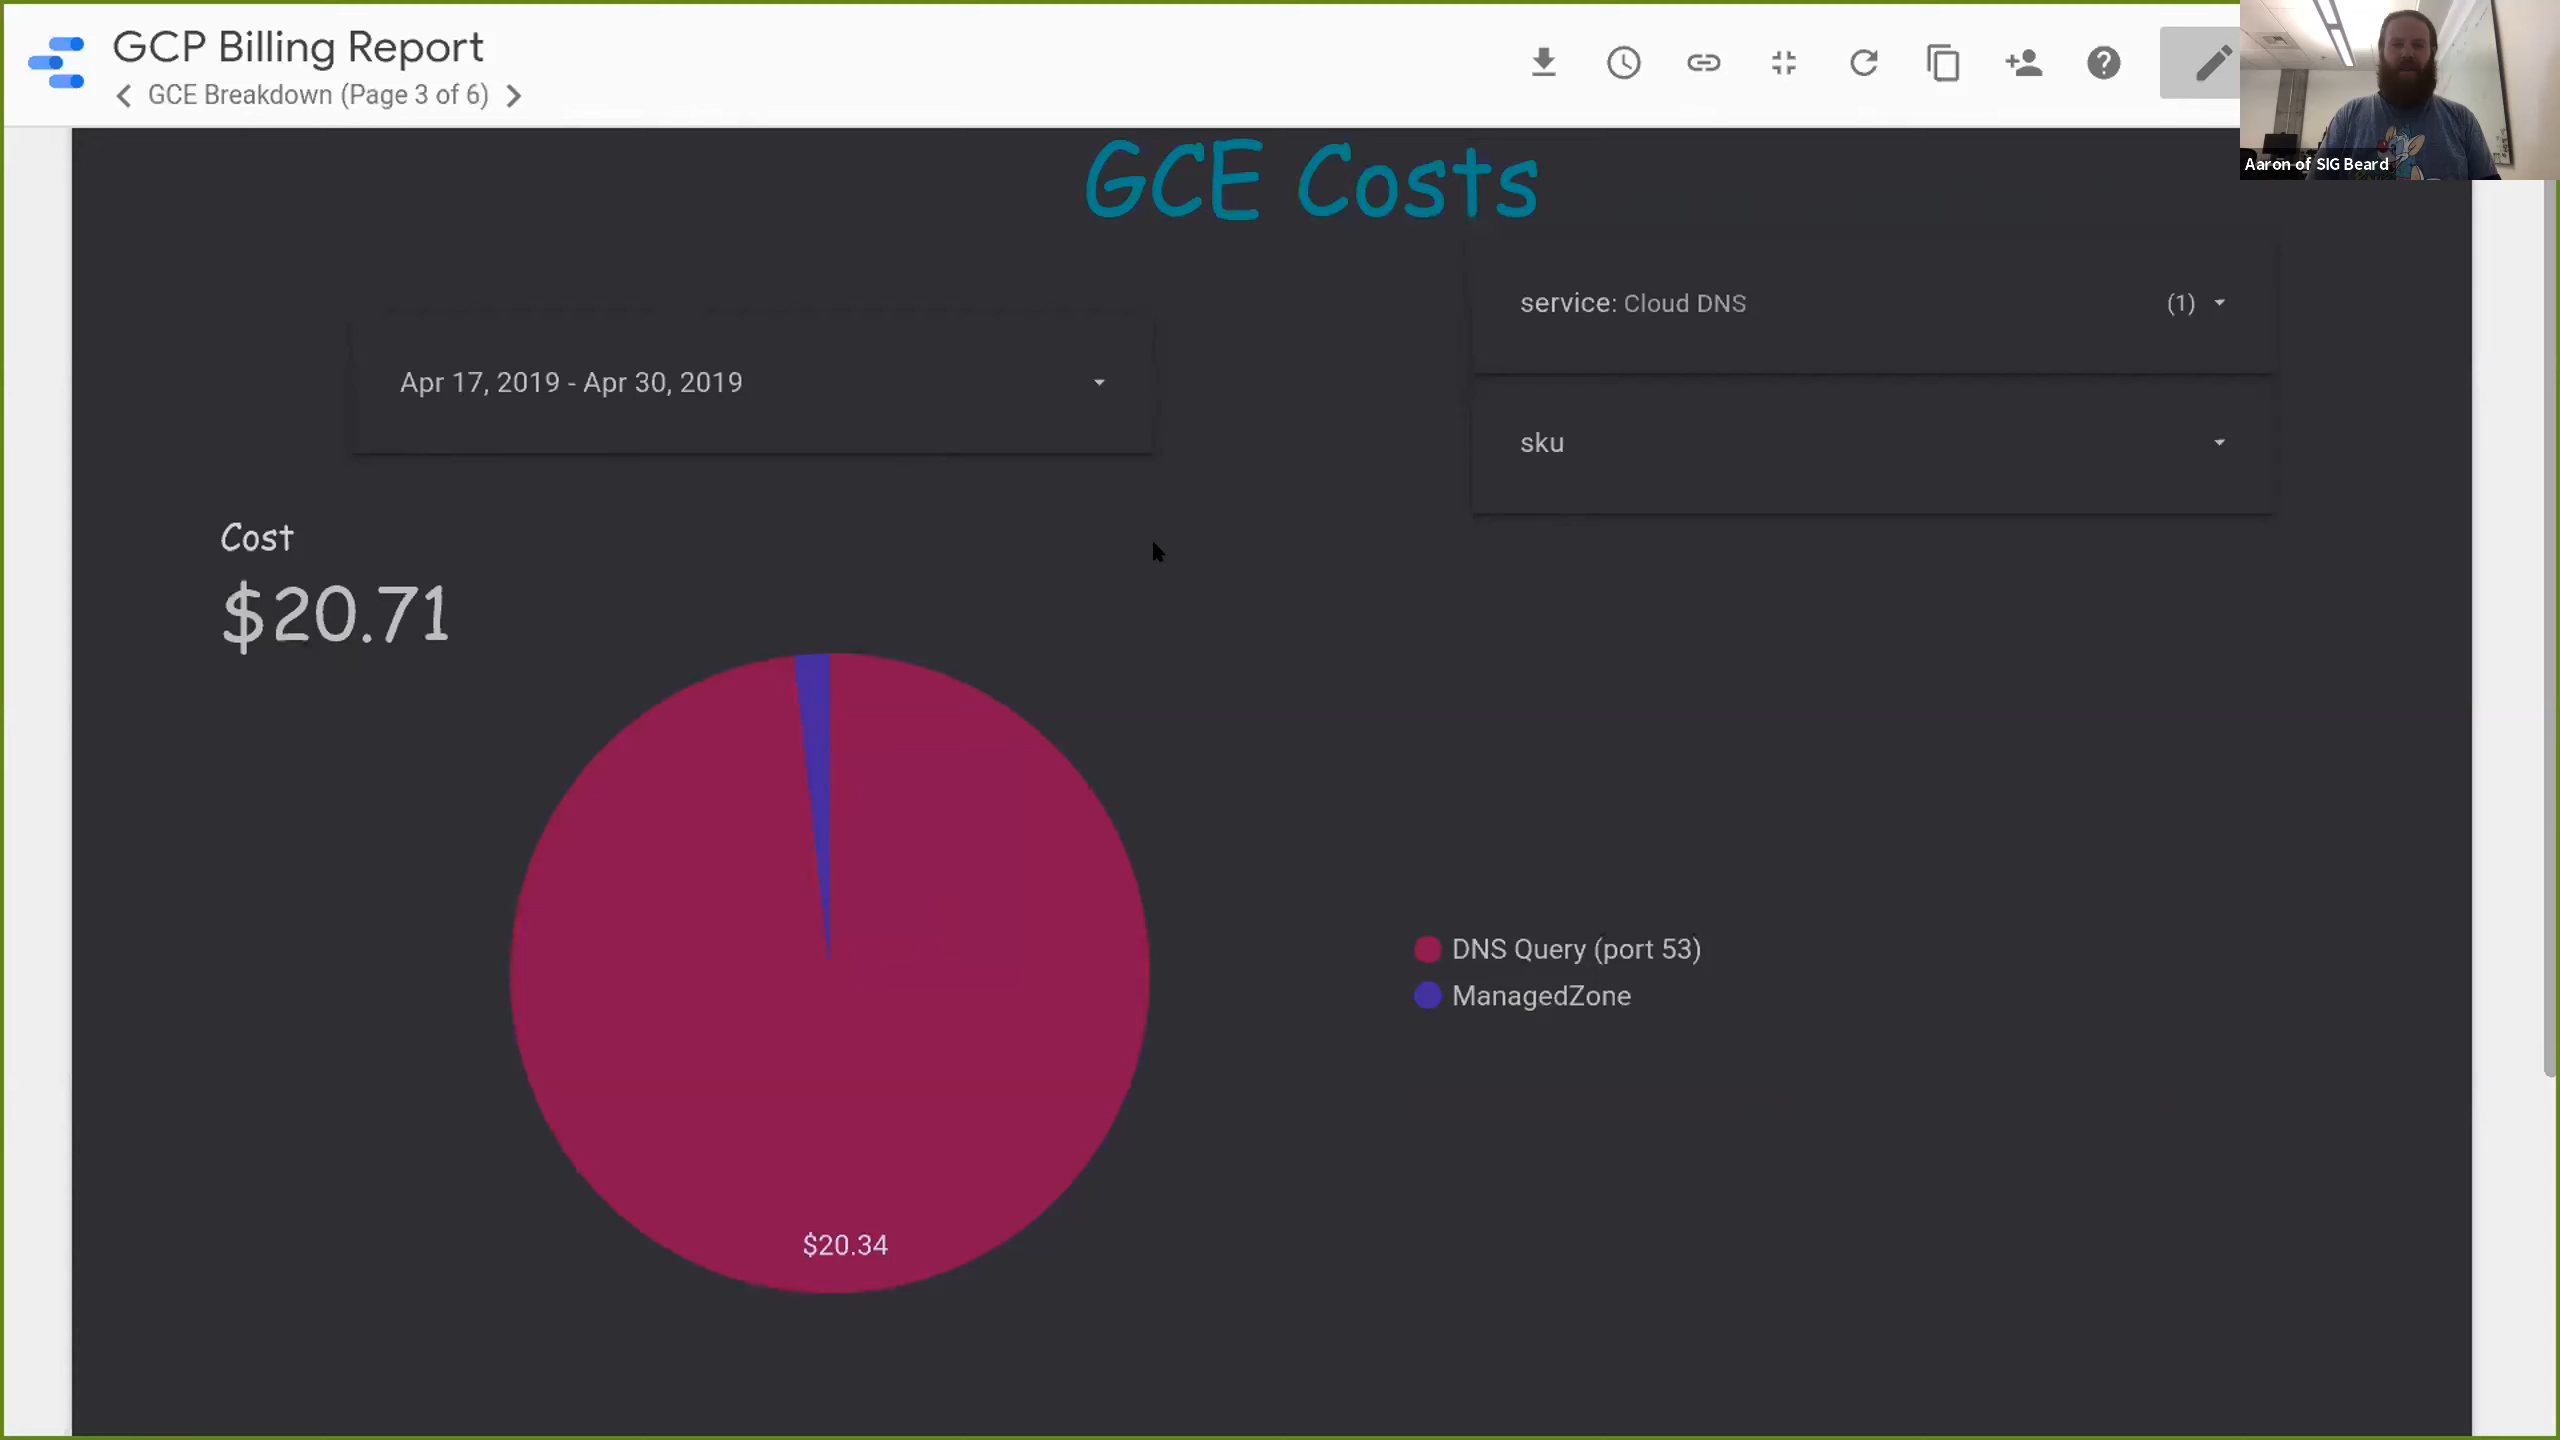 GCP Billing Report
GCE Breakdown (Page 3 of 6)
Aaron of SIG Beard
GCE Costs
service: Cloud DNS (1)
Apr 17, 2019 - Apr 30, 2019
sku
Cost
$20.71
DNS Query (port 53)
ManagedZone
$20.34